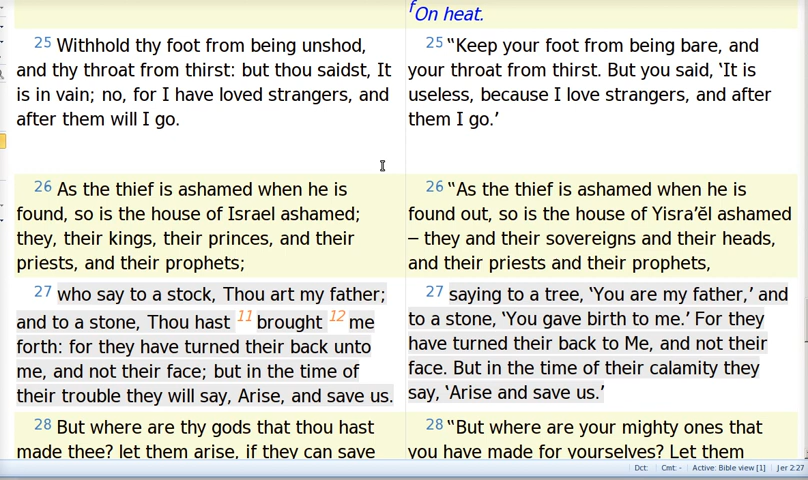 f On heat.
25 Withhold thy foot from being unshod,
and thy throat from thirst: but thou saidst, It
is in vain; no, for I have loved strangers, and
after them will I go.
26 As the thief is ashamed when he is
found, so is the house of Israel ashamed;
they, their kings, their princes, and their
priests, and their prophets;
27 who say to a stock, Thou art my father;
and to a stone, Thou hast 11 brought 12 me
forth: for they have turned their back unto
me, and not their face; but in the time of
their trouble they will say, Arise, and save us.
28 But where are thy gods that thou hast
made thee? let them arise, if they can save
25 “Keep your foot from being bare, and
your throat from thirst. But you said, ‘It is
useless, because I love strangers, and after
them I go.’
26 “As the thief is ashamed when he is
found out, so is the house of Yisra’ĕl ashamed
– they and their sovereigns and their heads,
and their priests and their prophets,
27 saying to a tree, ‘You are my father,’ and
to a stone, ‘You gave birth to me.’ For they
have turned their back to Me, and not their
face. But in the time of their calamity they
say, ‘Arise and save us.’
28 “But where are your mighty ones that
you have made for yourselves? Let them
Dct: Cmt: - Active: Bible view [1] Jer 2:27